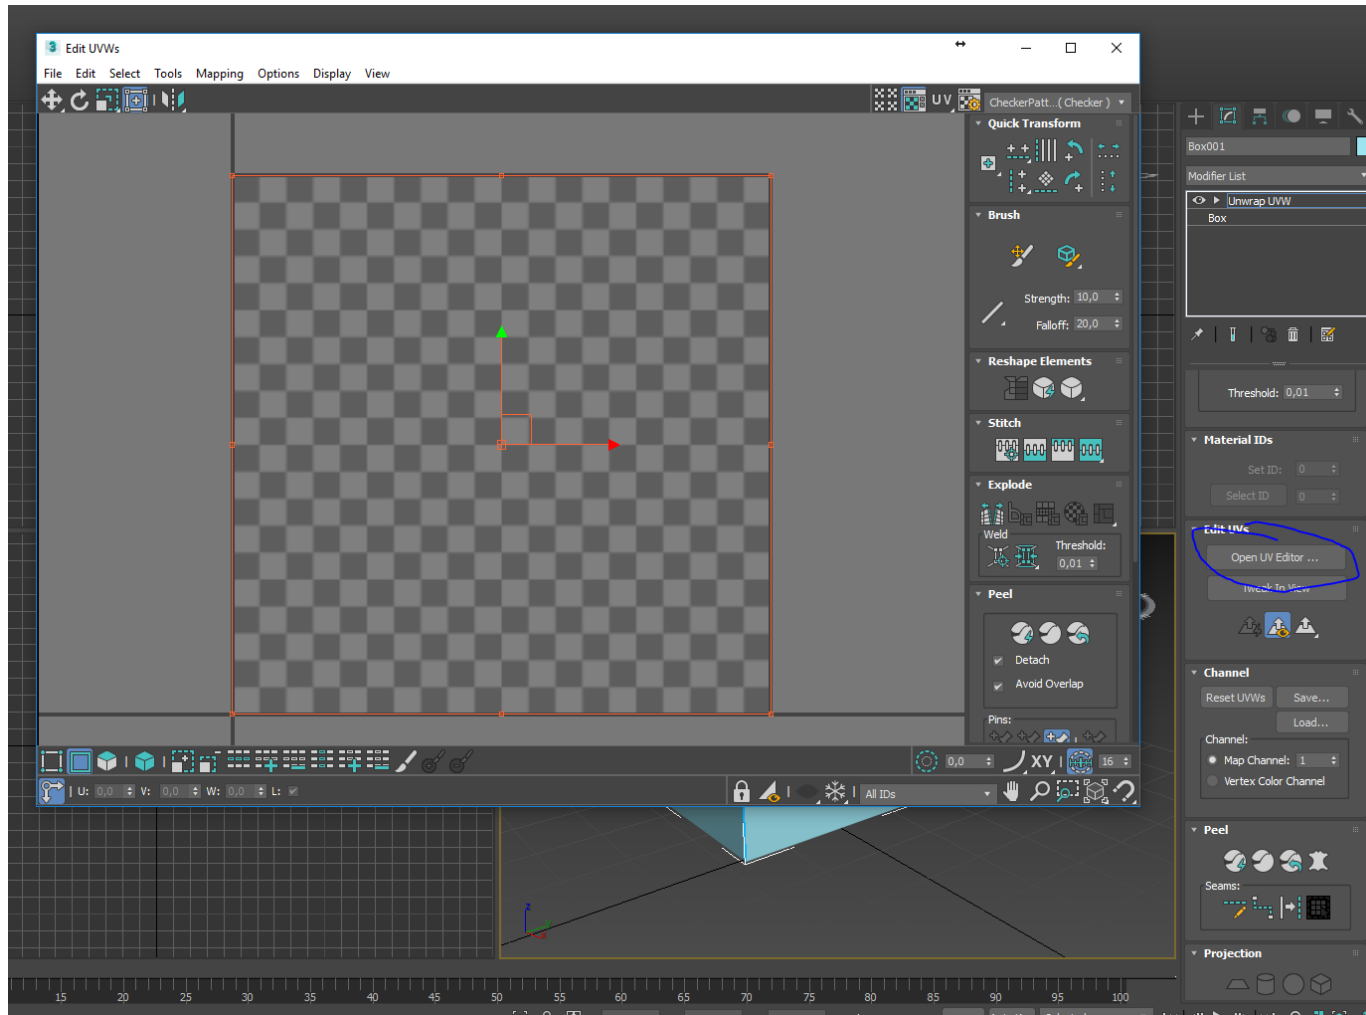 3 Edit UVWs
File Edit Select Tools Mapping Options Display View
UV CheckerPatt...( Checker )
Quick Transform
Brush
Strength: 10,0
Falloff: 20,0
Reshape Elements
Stitch
Explode
Weld
Threshold:
0,01
Peel
Detach
Avoid Overlap
Pins:
0,0 XY 16
U: 0,0 V: 0,0 W: 0,0 L:
All IDs
Box001
Modifier List
Unwrap UVW
Box
Threshold: 0,01
Material IDs
Set ID: 0
Select ID 0
Edit UVs
Open UV Editor ...
Tweak In View
Channel
Reset UVWs Save...
Load...
Channel:
Map Channel: 1
Vertex Color Channel
Peel
Seams:
Projection
z
15 20 25 30 35 40 45 50 55 60 65 70 75 80 85 90 95 100